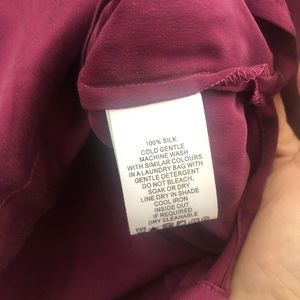 100% SILK
COLD GENTLE
MACHINE WASH
WITH SIMILAR COLOURS
IN A LAUNDRY BAG WITH
GENTLE DETERGENT
DO NOT BLEACH,
SOAK OR DRY
LINE DRY IN SHADE
COOL IRON
INSIDE OUT
IF REQUIRED
DRY CLEANABLE